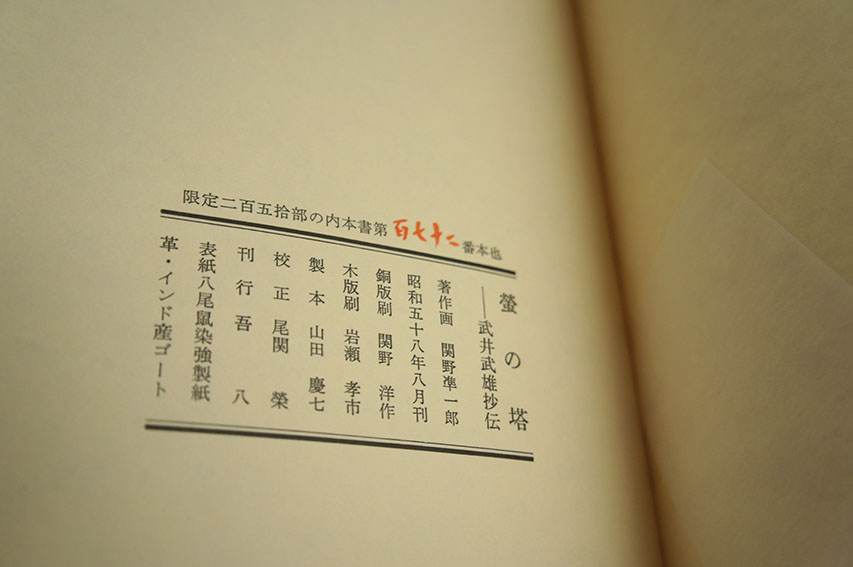 限定二百五拾部の内本書第百七十二番本也
螢の塔
――武井武雄抄伝
著作画 関野凖一郎
昭和五十八年八月刊
銅版刷 関野洋作
木版刷 岩瀬孝市
製本 山田慶七
校正 尾関榮
刊行 吾八
表紙八尾鼠染強製紙
革・インド産ゴート